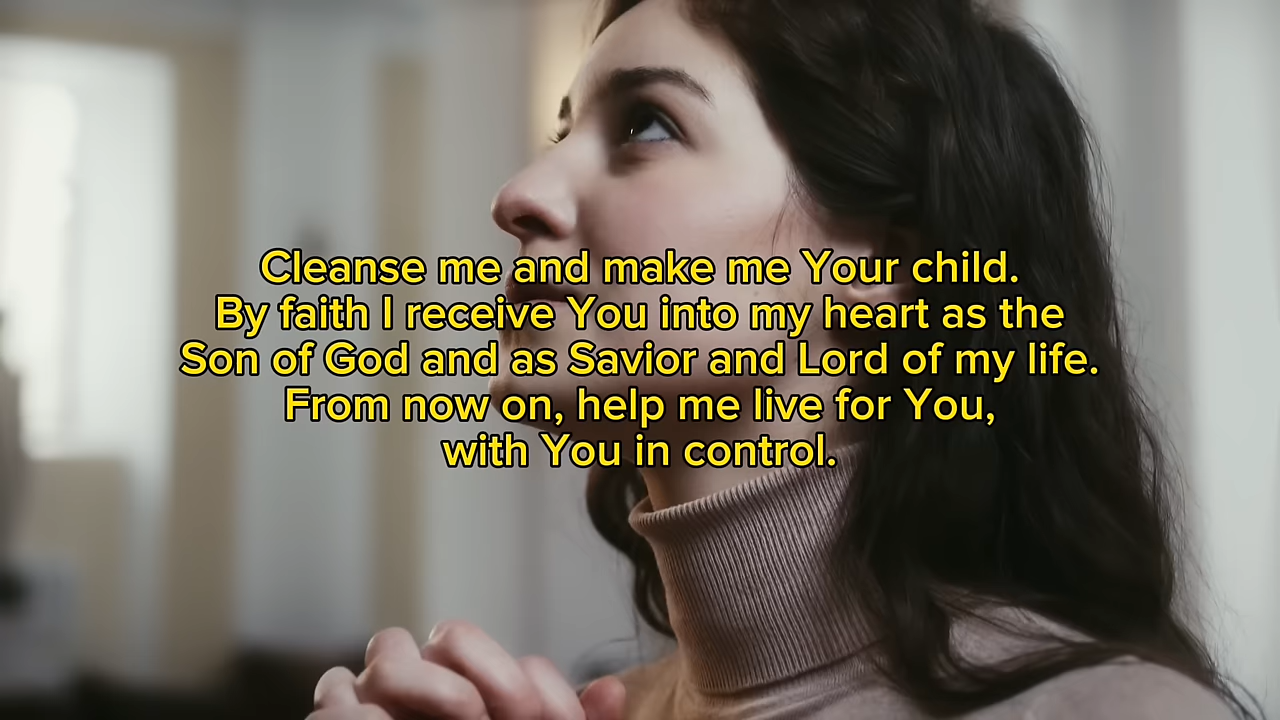 Cleanse me and make me Your child.
By faith I receive You into my heart as the
Son of God and as Savior and Lord of my life.
From now on, help me live for You,
with You in control.